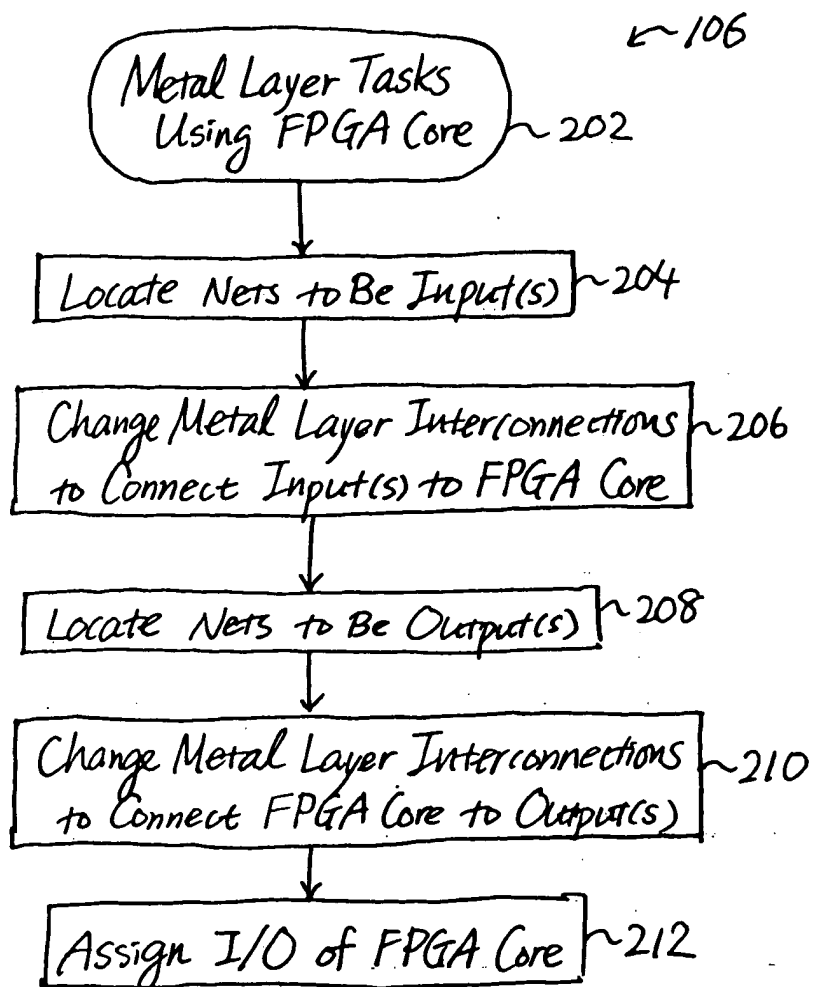 106
Metal Layer Tasks
Using FPGA Core
202
Locate Nets to Be Input(s)
204
Change Metal Layer Interconnections
to Connect Input(s) to FPGA Core
206
Locate Nets to Be Output(s)
208
Change Metal Layer Interconnections
to Connect FPGA Core to Output(s)
210
Assign I/O of FPGA Core
212